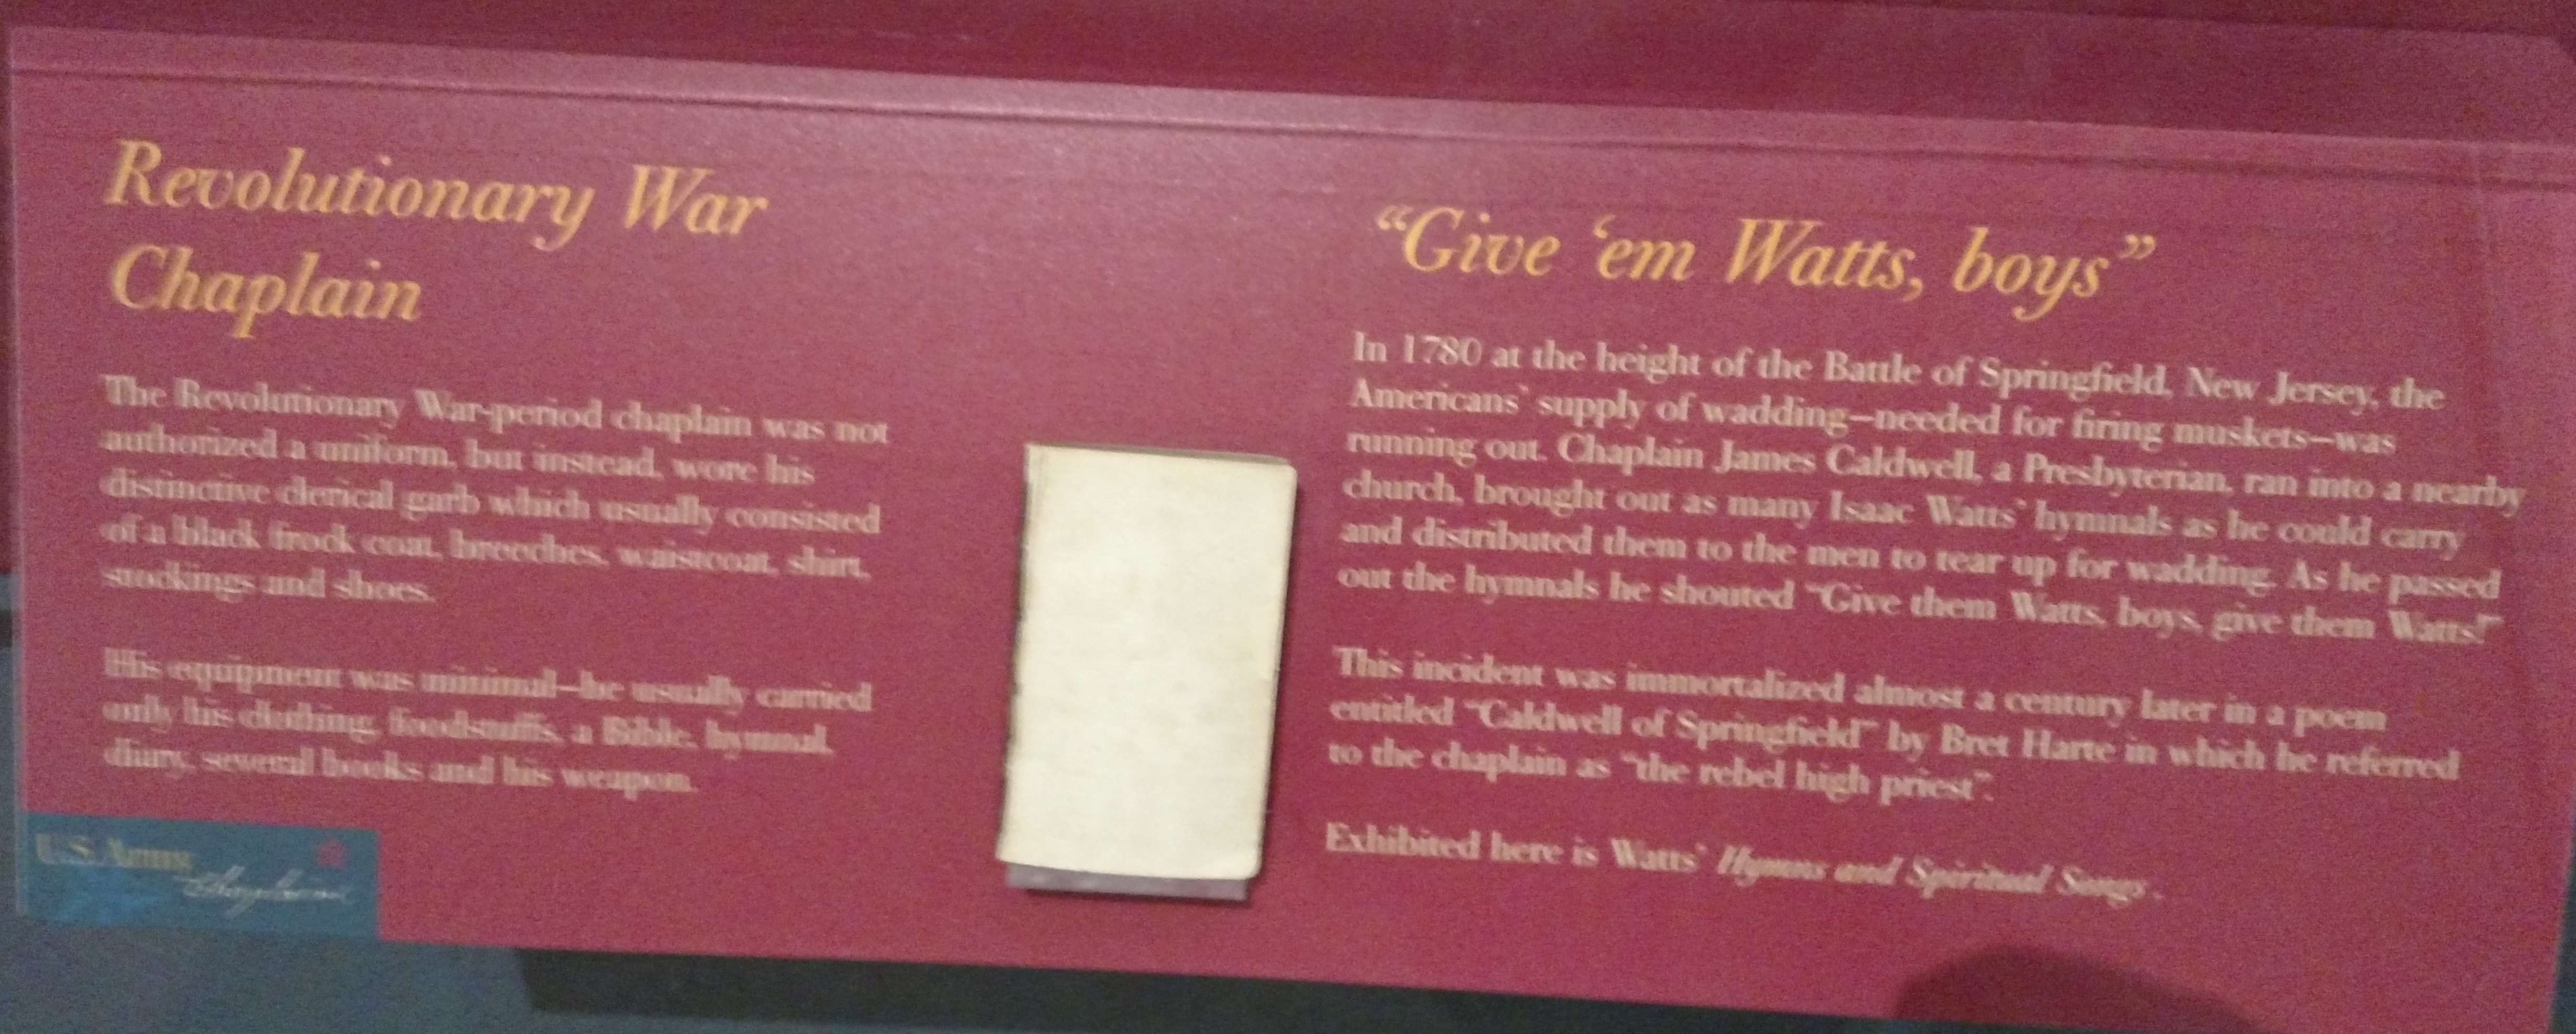 Revolutionary War
Chaplain
The Revolutionary War-period chaplain was not
authorized a uniform, but instead, wore his
distinctive clerical garb which usually consisted
of a black frock coat, breeches, waistcoat, shirt,
stockings and shoes.
His equipment was minimal—he usually carried
only his clothing, foodstuffs, a Bible, hymnal,
diary, several books and his weapon.
U.S. Army
“Give ‘em Watts, boys”
In 1780 at the height of the Battle of Springfield, New Jersey, the
Americans’ supply of wadding—needed for firing muskets—was
running out. Chaplain James Caldwell, a Presbyterian, ran into a nearby
church, brought out as many Isaac Watts’ hymnals as he could carry
and distributed them to the men to tear up for wadding. As he passed
out the hymnals he shouted “Give them Watts, boys, give them Watts!”
This incident was immortalized almost a century later in a poem
entitled “Caldwell of Springfield” by Bret Harte in which he referred
to the chaplain as “the rebel high priest”.
Exhibited here is Watts’ Hymns and Spiritual Songs.